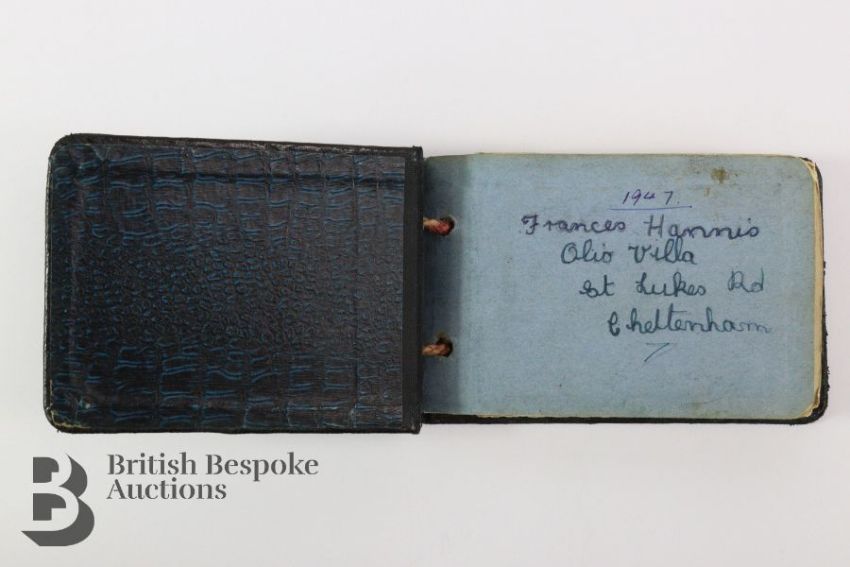 1947.
Frances Hannis
Olio Villa
St Lukes Rd
Cheltenham
British Bespoke
Auctions